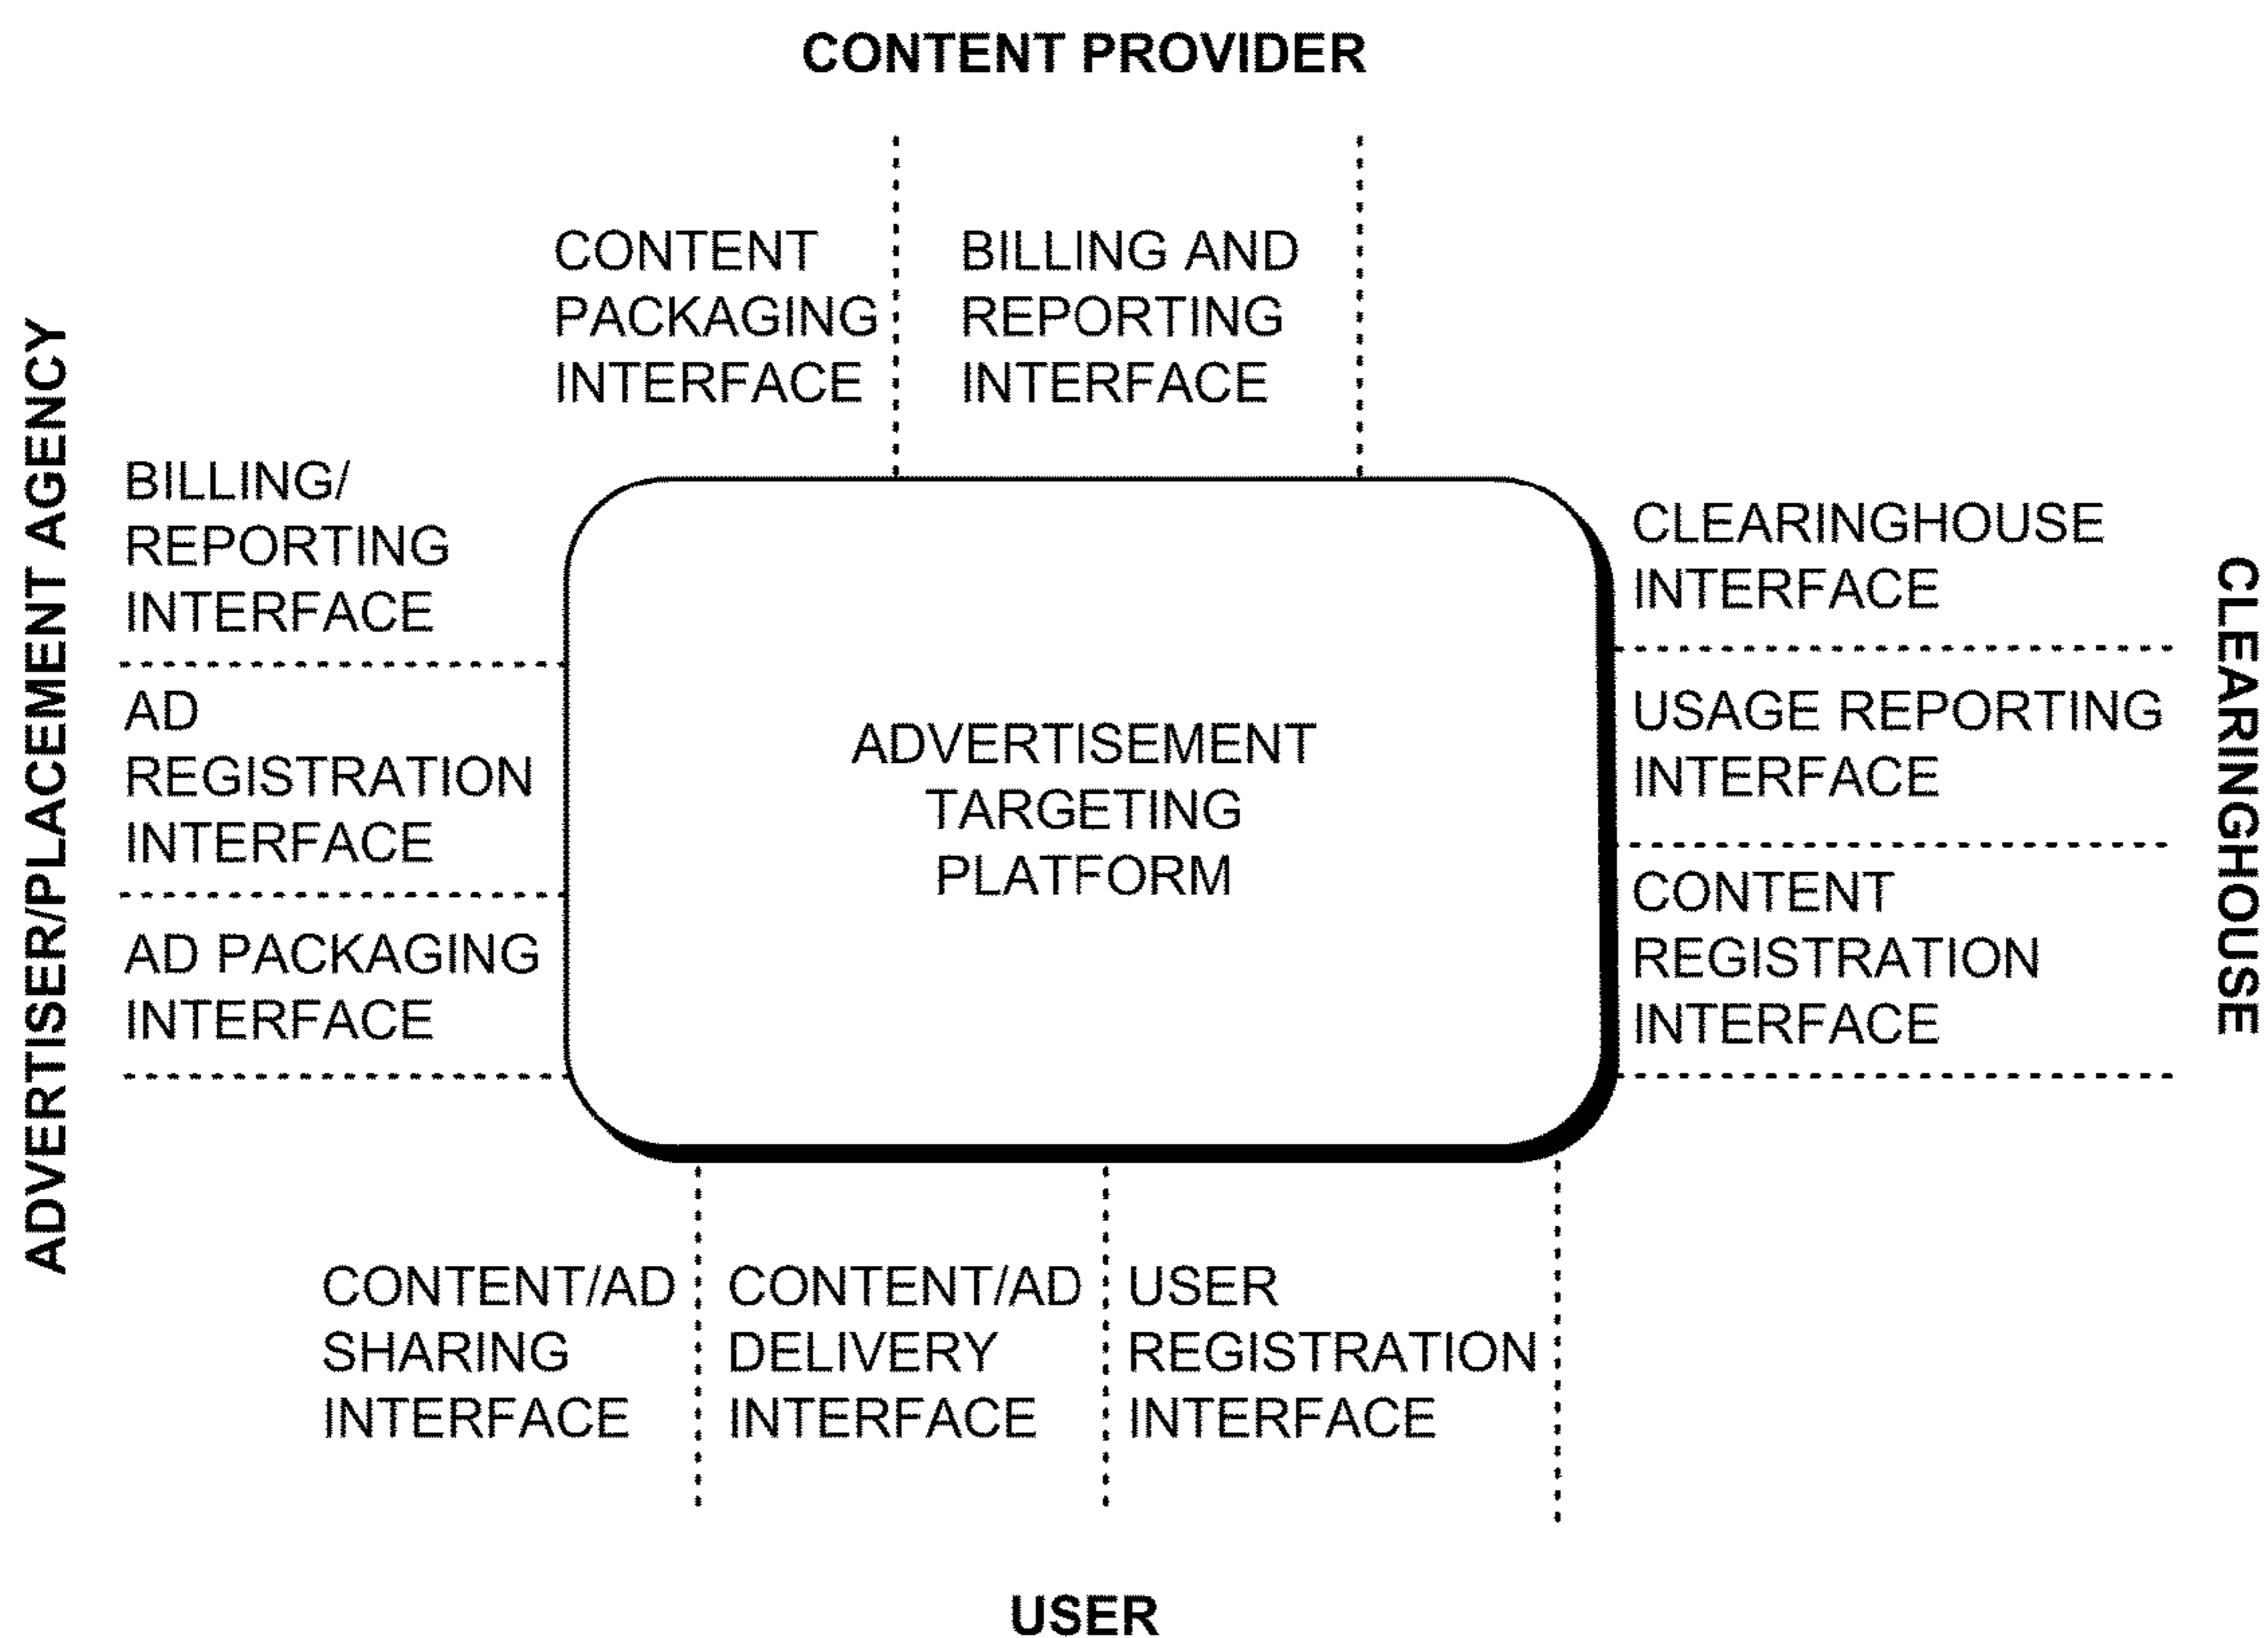 CONTENT PROVIDER
CONTENT
PACKAGING
INTERFACE
BILLING AND
REPORTING
INTERFACE
ADVERTISER/PLACEMENT AGENCY
BILLING/
REPORTING
INTERFACE
AD
REGISTRATION
INTERFACE
AD PACKAGING
INTERFACE
ADVERTISEMENT
TARGETING
PLATFORM
CLEARINGHOUSE
INTERFACE
USAGE REPORTING
INTERFACE
CONTENT
REGISTRATION
INTERFACE
CLEARINGHOUSE
CONTENT/AD
SHARING
INTERFACE
CONTENT/AD
DELIVERY
INTERFACE
USER
REGISTRATION
INTERFACE
USER